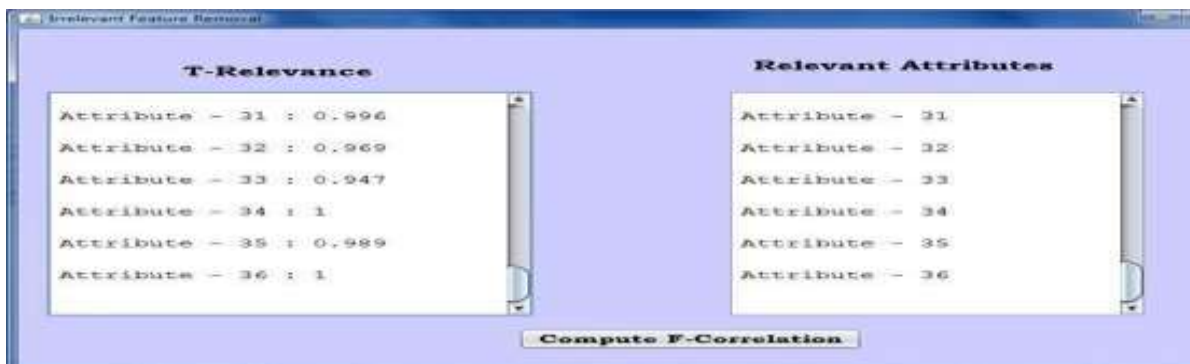 Irrelevant Feature Removal
T-Relevance
Attribute - 31 : 0.996
Attribute - 32 : 0.969
Attribute - 33 : 0.947
Attribute - 34 : 1
Attribute - 35 : 0.989
Attribute - 36 : 1
Relevant Attributes
Attribute - 31
Attribute - 32
Attribute - 33
Attribute - 34
Attribute - 35
Attribute - 36
Compute F-Correlation